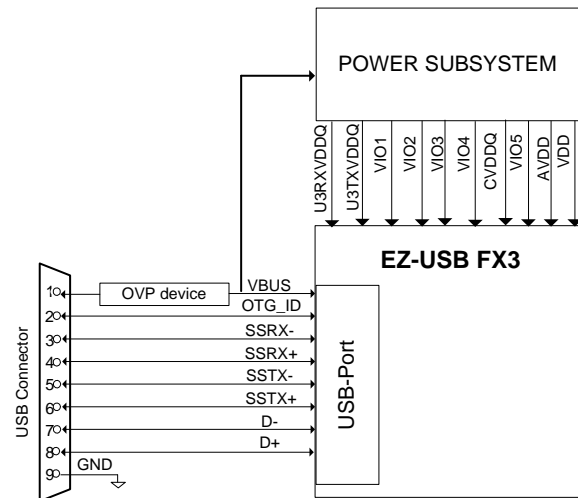 POWER SUBSYSTEM
U3RXVDDQ
U3TXVDDQ
VIO1
VIO2
VIO3
VIO4
CVDDQ
VIO5
AVDD
VDD
EZ-USB FX3
USB Connector
1
OVP device
VBUS
2
OTG_ID
3
SSRX-
4
SSRX+
5
SSTX-
6
SSTX+
7
D-
8
D+
9
GND
USB-Port